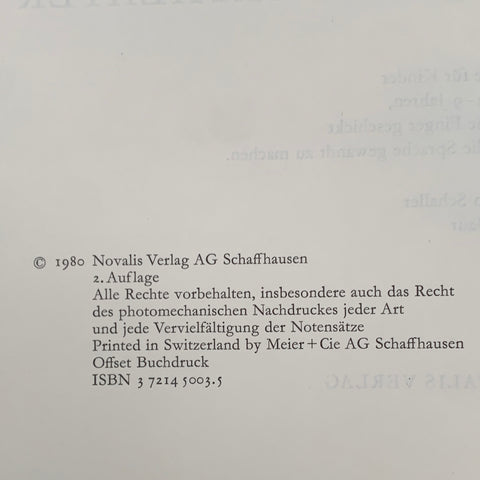 © 1980 Novalis Verlag AG Schaffhausen
2. Auflage
Alle Rechte vorbehalten, insbesondere auch das Recht
des photomechanischen Nachdruckes jeder Art
und jede Vervielfältigung der Notensätze
Printed in Switzerland by Meier + Cie AG Schaffhausen
Offset Buchdruck
ISBN 3 7214 5003.5